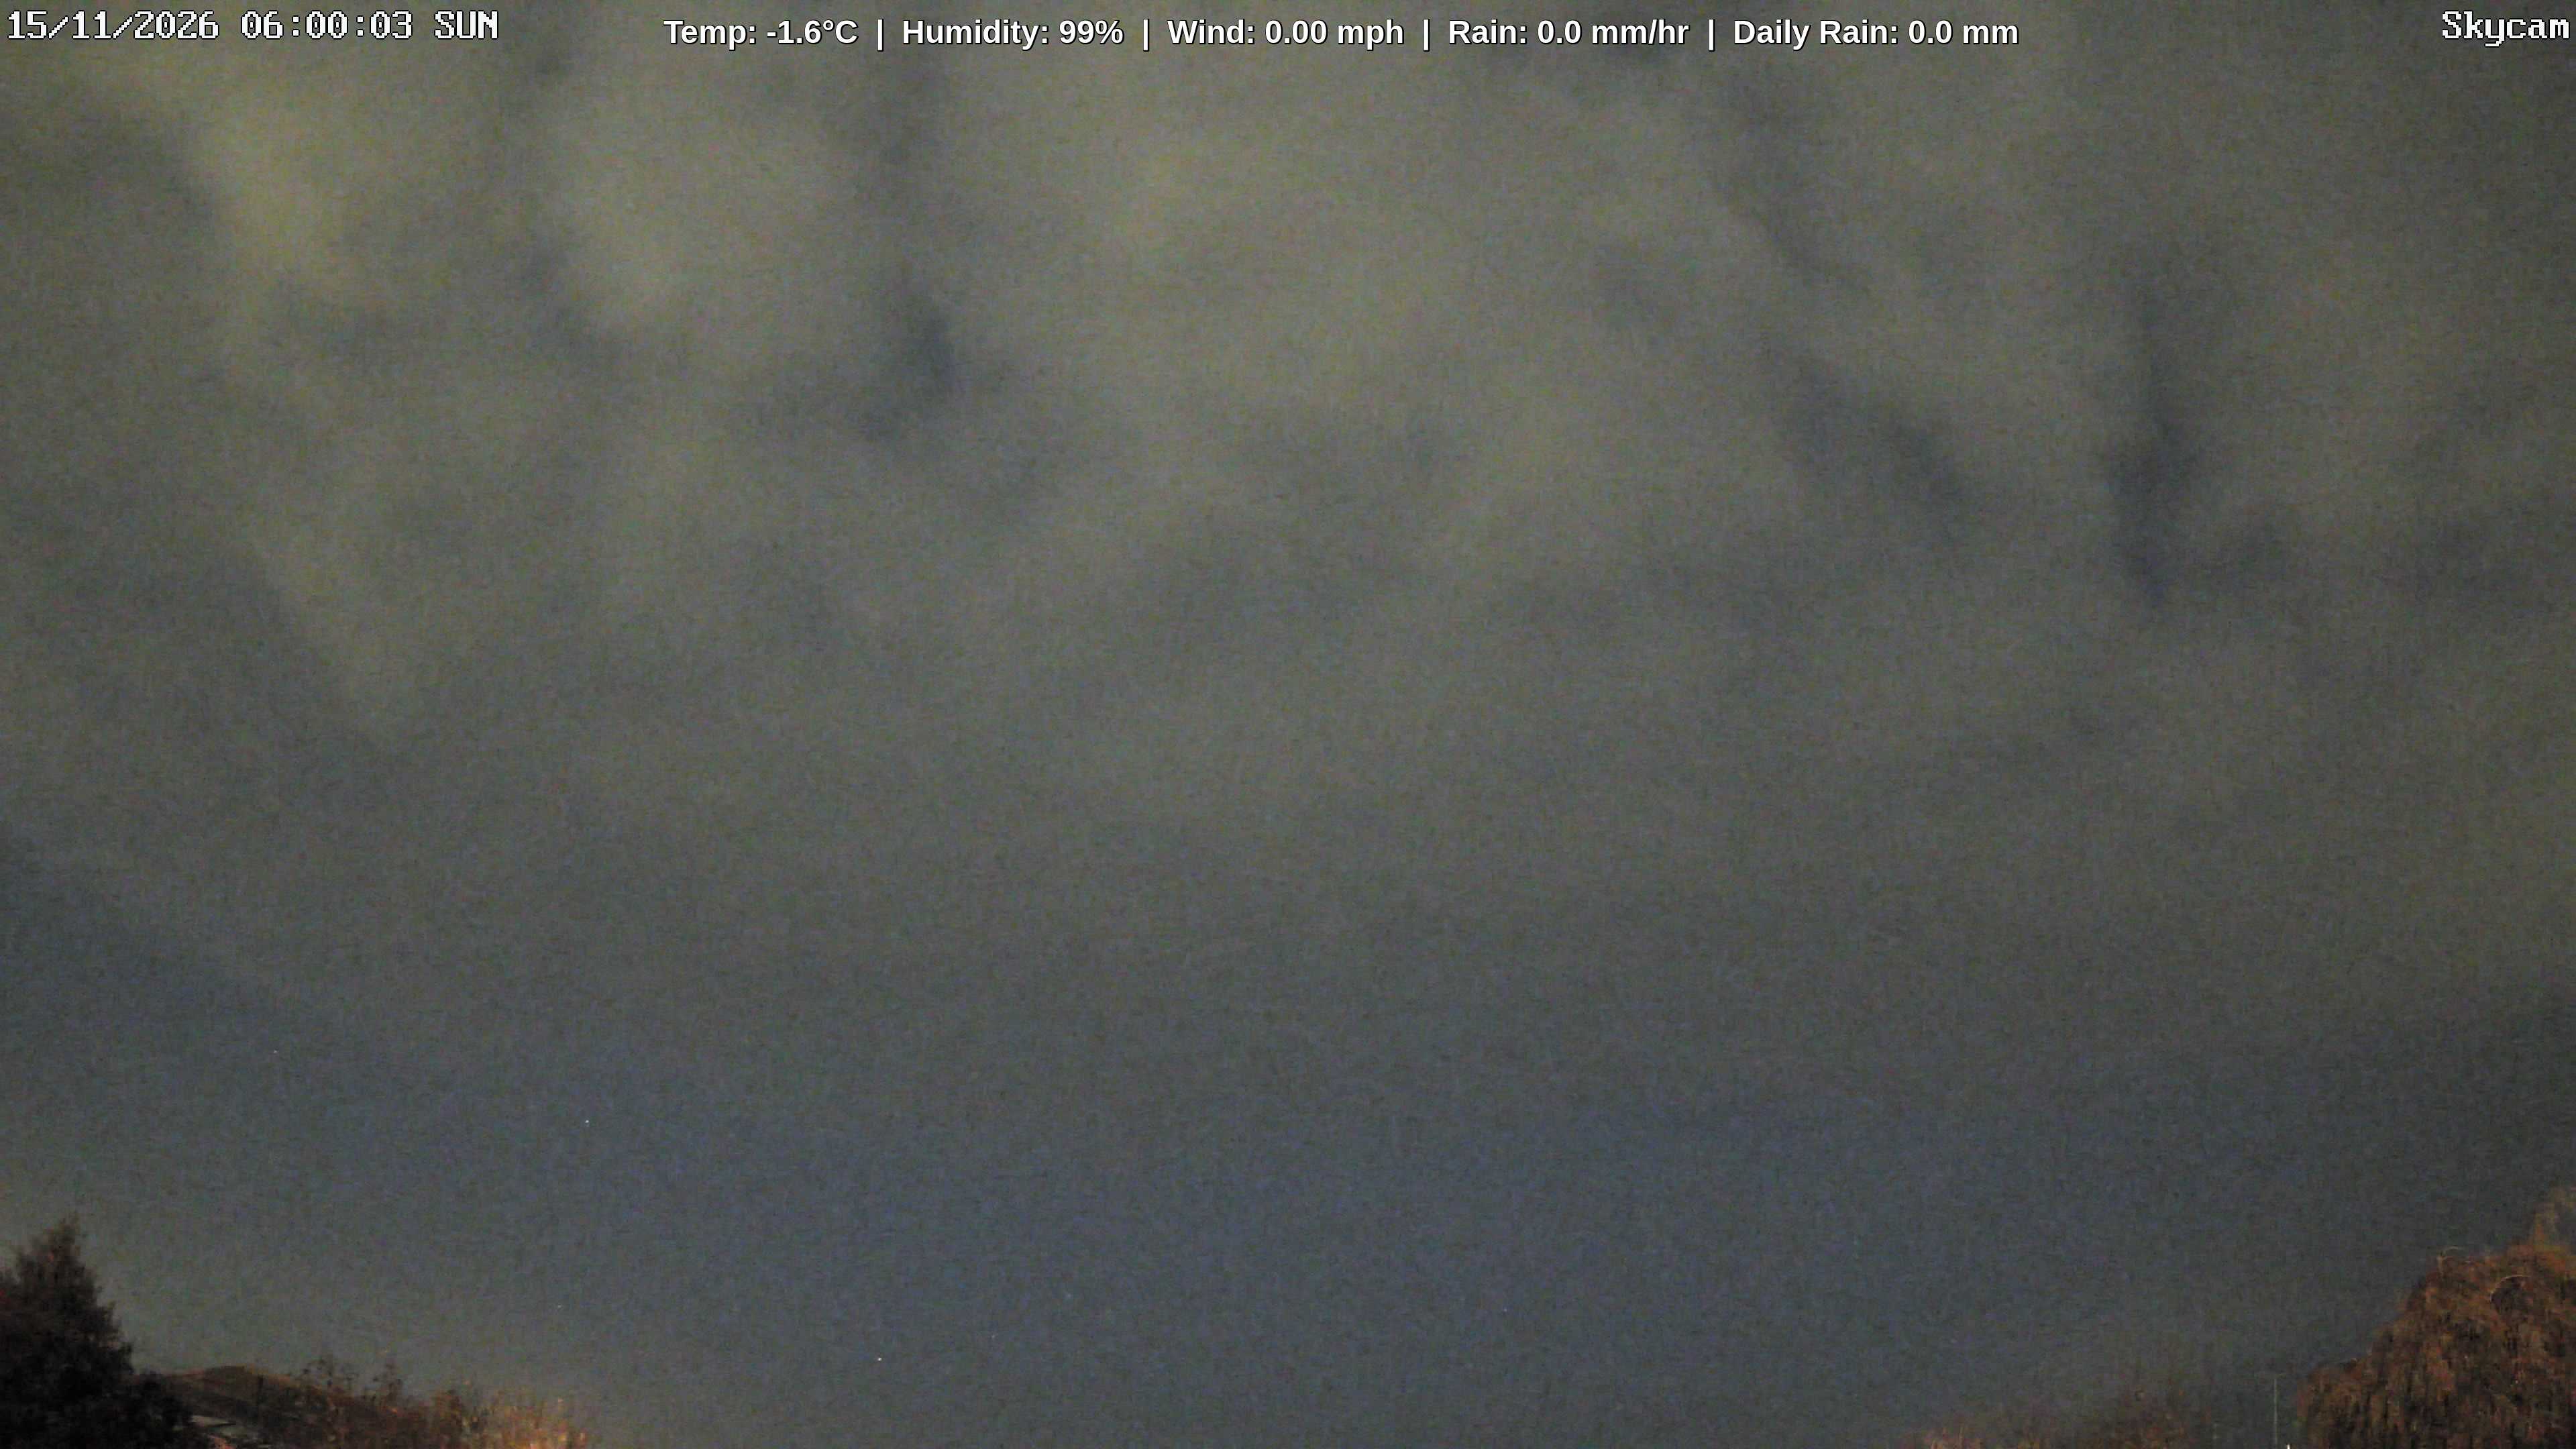 15/11/2026 06:00:03 SUN
Temp: -1.6°C | Humidity: 99% | Wind: 0.00 mph | Rain: 0.0 mm/hr | Daily Rain: 0.0 mm
Skycam